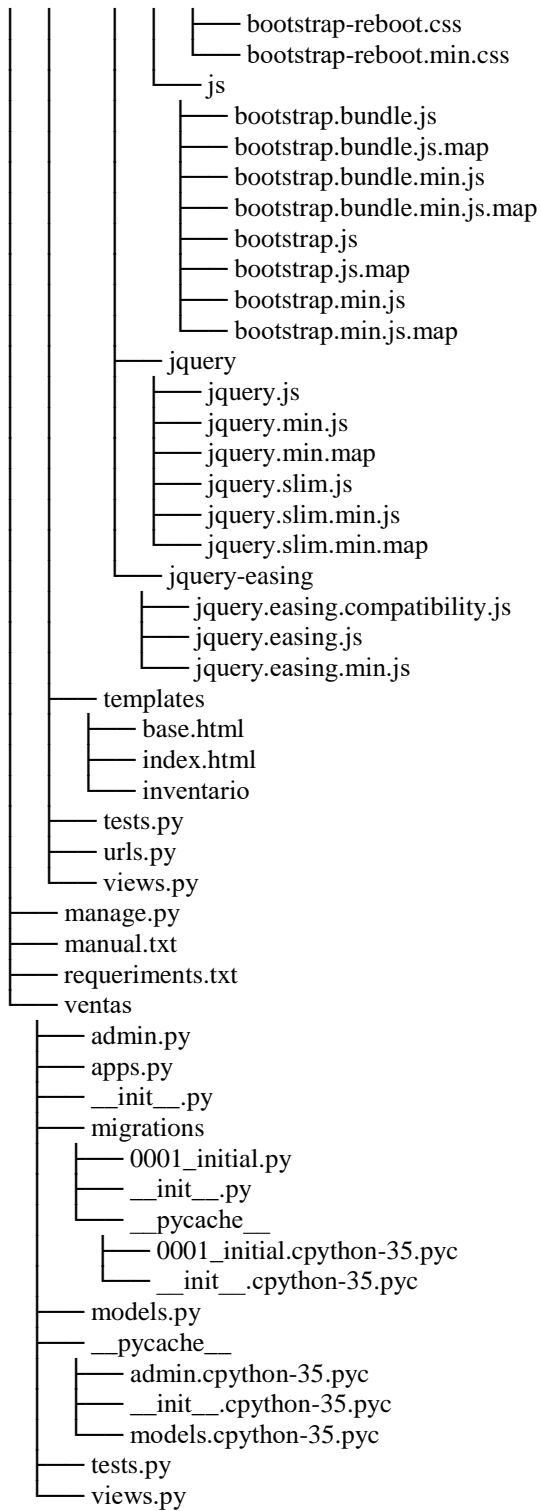 bootstrap-reboot.css
bootstrap-reboot.min.css
js
bootstrap.bundle.js
bootstrap.bundle.js.map
bootstrap.bundle.min.js
bootstrap.bundle.min.js.map
bootstrap.js
bootstrap.js.map
bootstrap.min.js
bootstrap.min.js.map
jquery
jquery.js
jquery.min.js
jquery.min.map
jquery.slim.js
jquery.slim.min.js
jquery.slim.min.map
jquery-easing
jquery.easing.compatibility.js
jquery.easing.js
jquery.easing.min.js
templates
base.html
index.html
inventario
tests.py
urls.py
views.py
manage.py
manual.txt
requeriments.txt
ventas
admin.py
apps.py
__init__.py
migrations
0001_initial.py
__init__.py
__pycache__
0001_initial.cpython-35.pyc
__init__.cpython-35.pyc
models.py
__pycache__
admin.cpython-35.pyc
__init__.cpython-35.pyc
models.cpython-35.pyc
tests.py
views.py